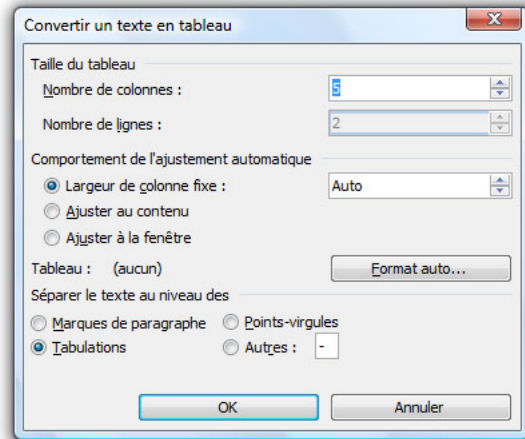 Convertir un texte en tableau
Taille du tableau
Nombre de colonnes : 5
Nombre de lignes : 2
Comportement de l'ajustement automatique
Largeur de colonne fixe : Auto
Ajuster au contenu
Ajuster à la fenêtre
Tableau : (aucun) Format auto...
Séparer le texte au niveau des
Marques de paragraphe Points-virgules
Tabulations Autres : -
OK Annuler